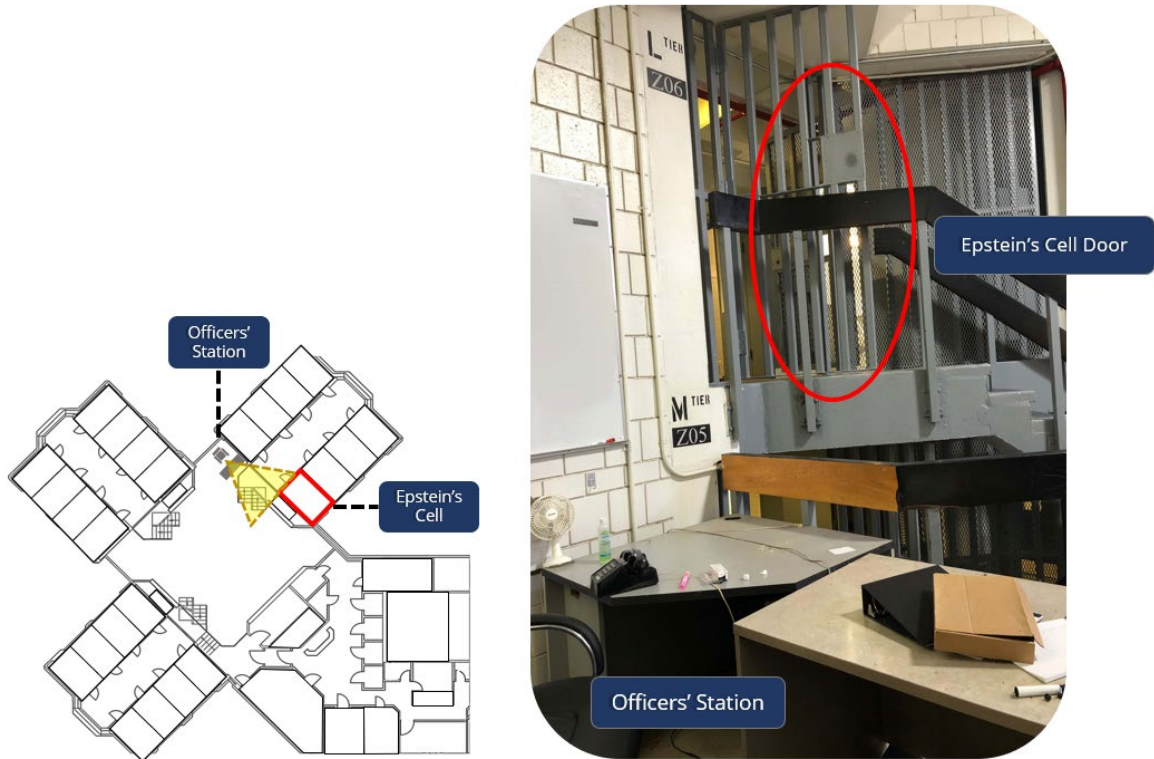 Officers'
Station
Epstein's
Cell
L TIER
Z06
Epstein's Cell Door
M TIER
Z05
Officers' Station